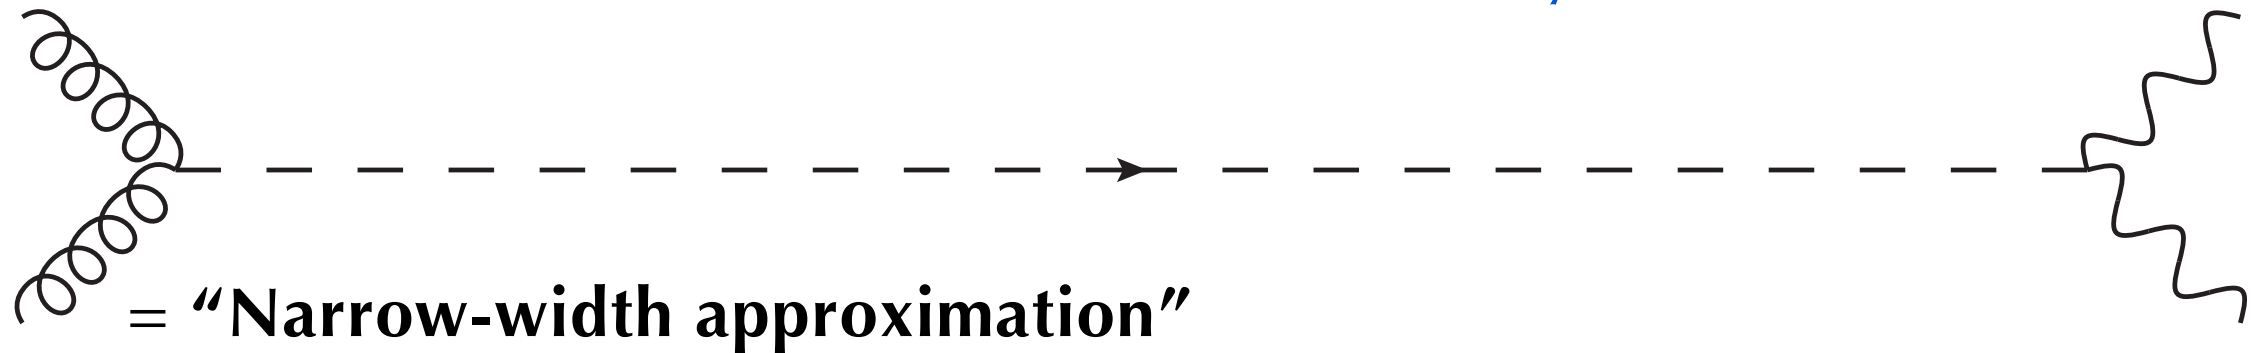 = “Narrow-width approximation”